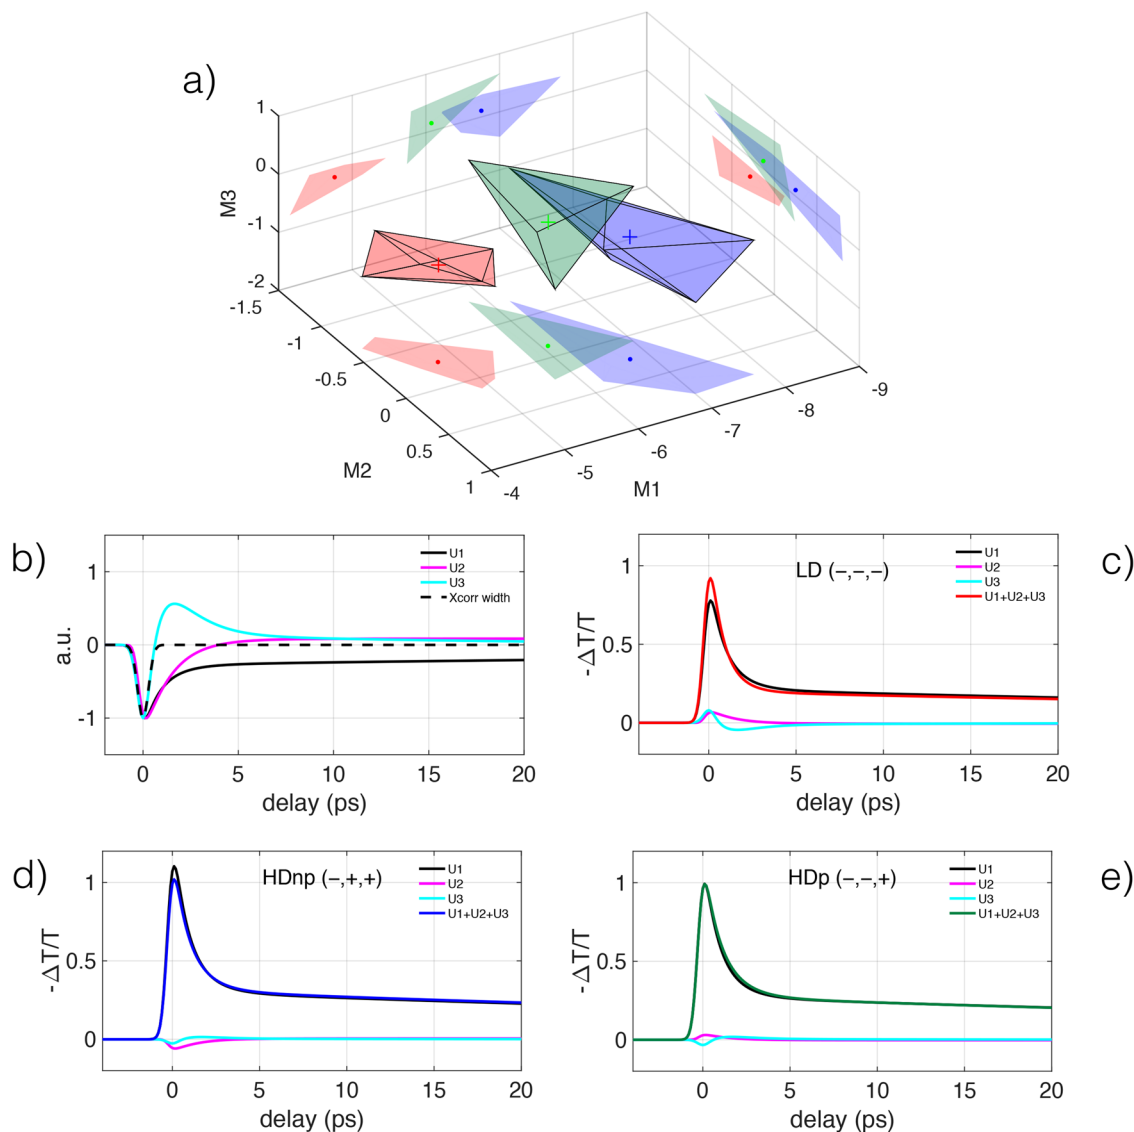 a)
1
0
-1
-2
M3
-1.5
-1
-0.5
0
0.5
1
M2
-4
-5
-6
-7
-8
-9
M1
b)
1
0
-1
a.u.
U1
U2
U3
Xcorr width
0
5
10
15
20
delay (ps)
c)
LD (–,–,–)
1
0.5
0
-ΔT/T
U1
U2
U3
U1+U2+U3
0
5
10
15
20
delay (ps)
d)
HDnp (–,+,+)
1
0.5
0
-ΔT/T
U1
U2
U3
U1+U2+U3
0
5
10
15
20
delay (ps)
e)
HDp (–,–,+)
1
0.5
0
-ΔT/T
U1
U2
U3
U1+U2+U3
0
5
10
15
20
delay (ps)